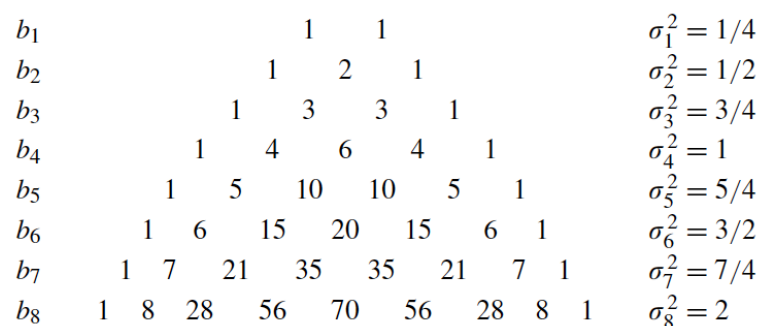 b₁ 1 1 σ₁² = 1/4
b₂ 1 2 1 σ₂² = 1/2
b₃ 1 3 3 1 σ₃² = 3/4
b₄ 1 4 6 4 1 σ₄² = 1
b₅ 1 5 10 10 5 1 σ₅² = 5/4
b₆ 1 6 15 20 15 6 1 σ₆² = 3/2
b₇ 1 7 21 35 35 21 7 1 σ₇² = 7/4
b₈ 1 8 28 56 70 56 28 8 1 σ₈² = 2